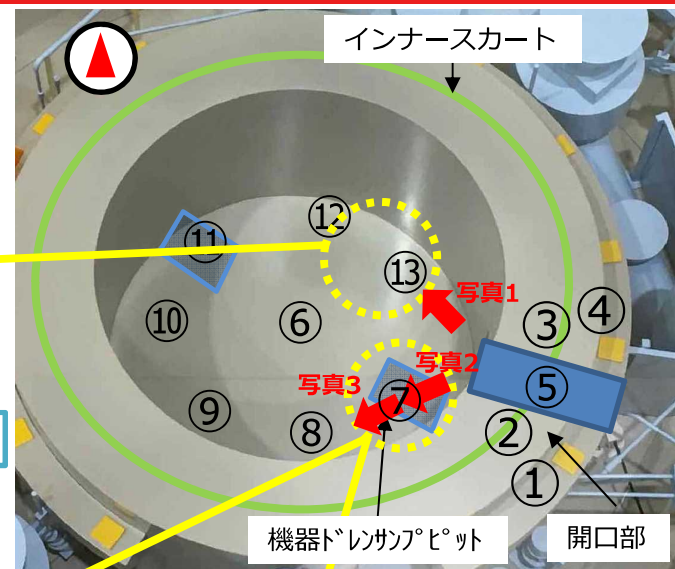 インナースカート
⑫
⑪
⑬
写真1
⑩
⑥
③
④
写真2
写真3
⑦
⑤
⑨
⑧
②
①
機器ﾄﾞﾚﾝｻﾝﾌﾟﾋﾟｯﾄ
開口部